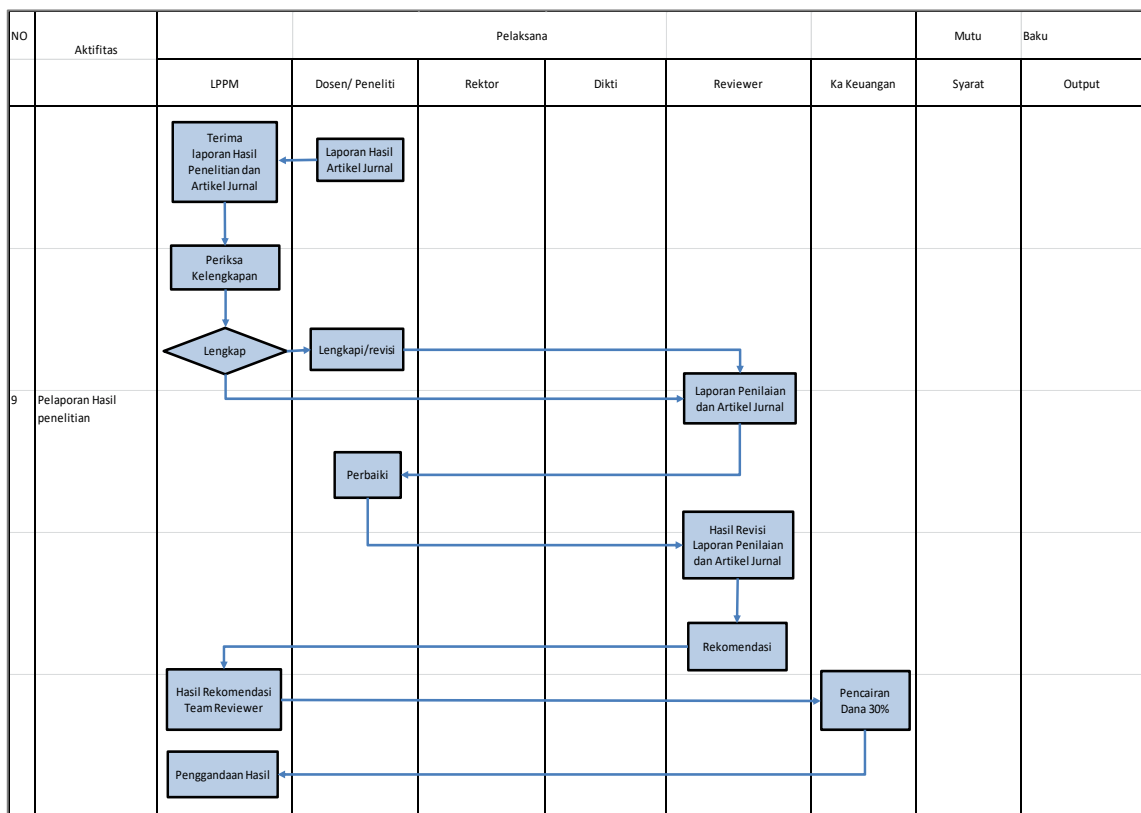 NO
Aktifitas
Pelaksana
Mutu
Baku
LPPM
Dosen/ Peneliti
Rektor
Dikti
Reviewer
Ka Keuangan
Syarat
Output
Terima
laporan Hasil
Penelitian dan
Artikel Jurnal
Laporan Hasil
Artikel Jurnal
Periksa
Kelengkapan
Lengkap
Lengkapi/revisi
9
Pelaporan Hasil
penelitian
Laporan Penilaian
dan Artikel Jurnal
Perbaiki
Hasil Revisi
Laporan Penilaian
dan Artikel Jurnal
Rekomendasi
Hasil Rekomendasi
Team Reviewer
Pencairan
Dana 30%
Penggandaan Hasil